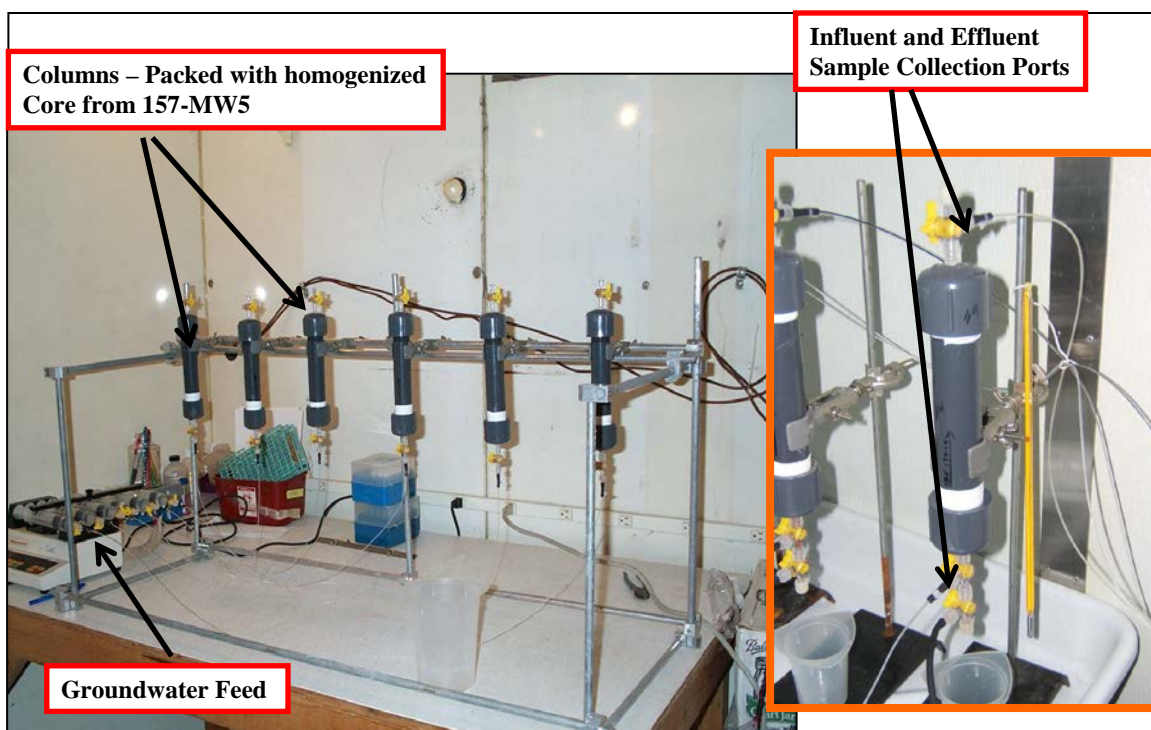 Columns – Packed with homogenized
Core from 157-MW5
Influent and Effluent
Sample Collection Ports
Groundwater Feed